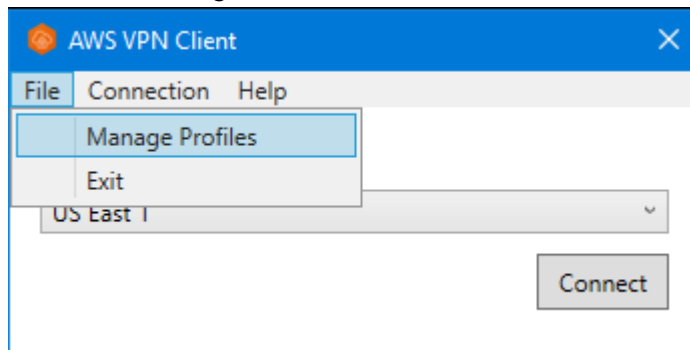 AWS VPN Client
File Connection Help
Manage Profiles
Exit
US East 1
Connect